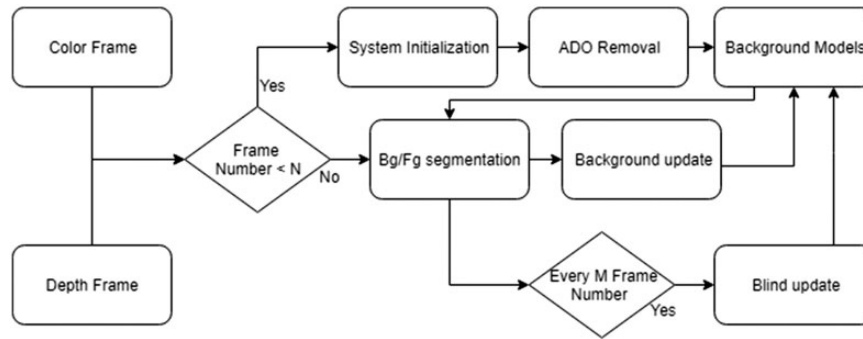 Color Frame
System Initialization
ADO Removal
Background Models
Yes
Frame
Number < N
No
Bg/Fg segmentation
Background update
Depth Frame
Every M Frame
Number
Yes
Blind update